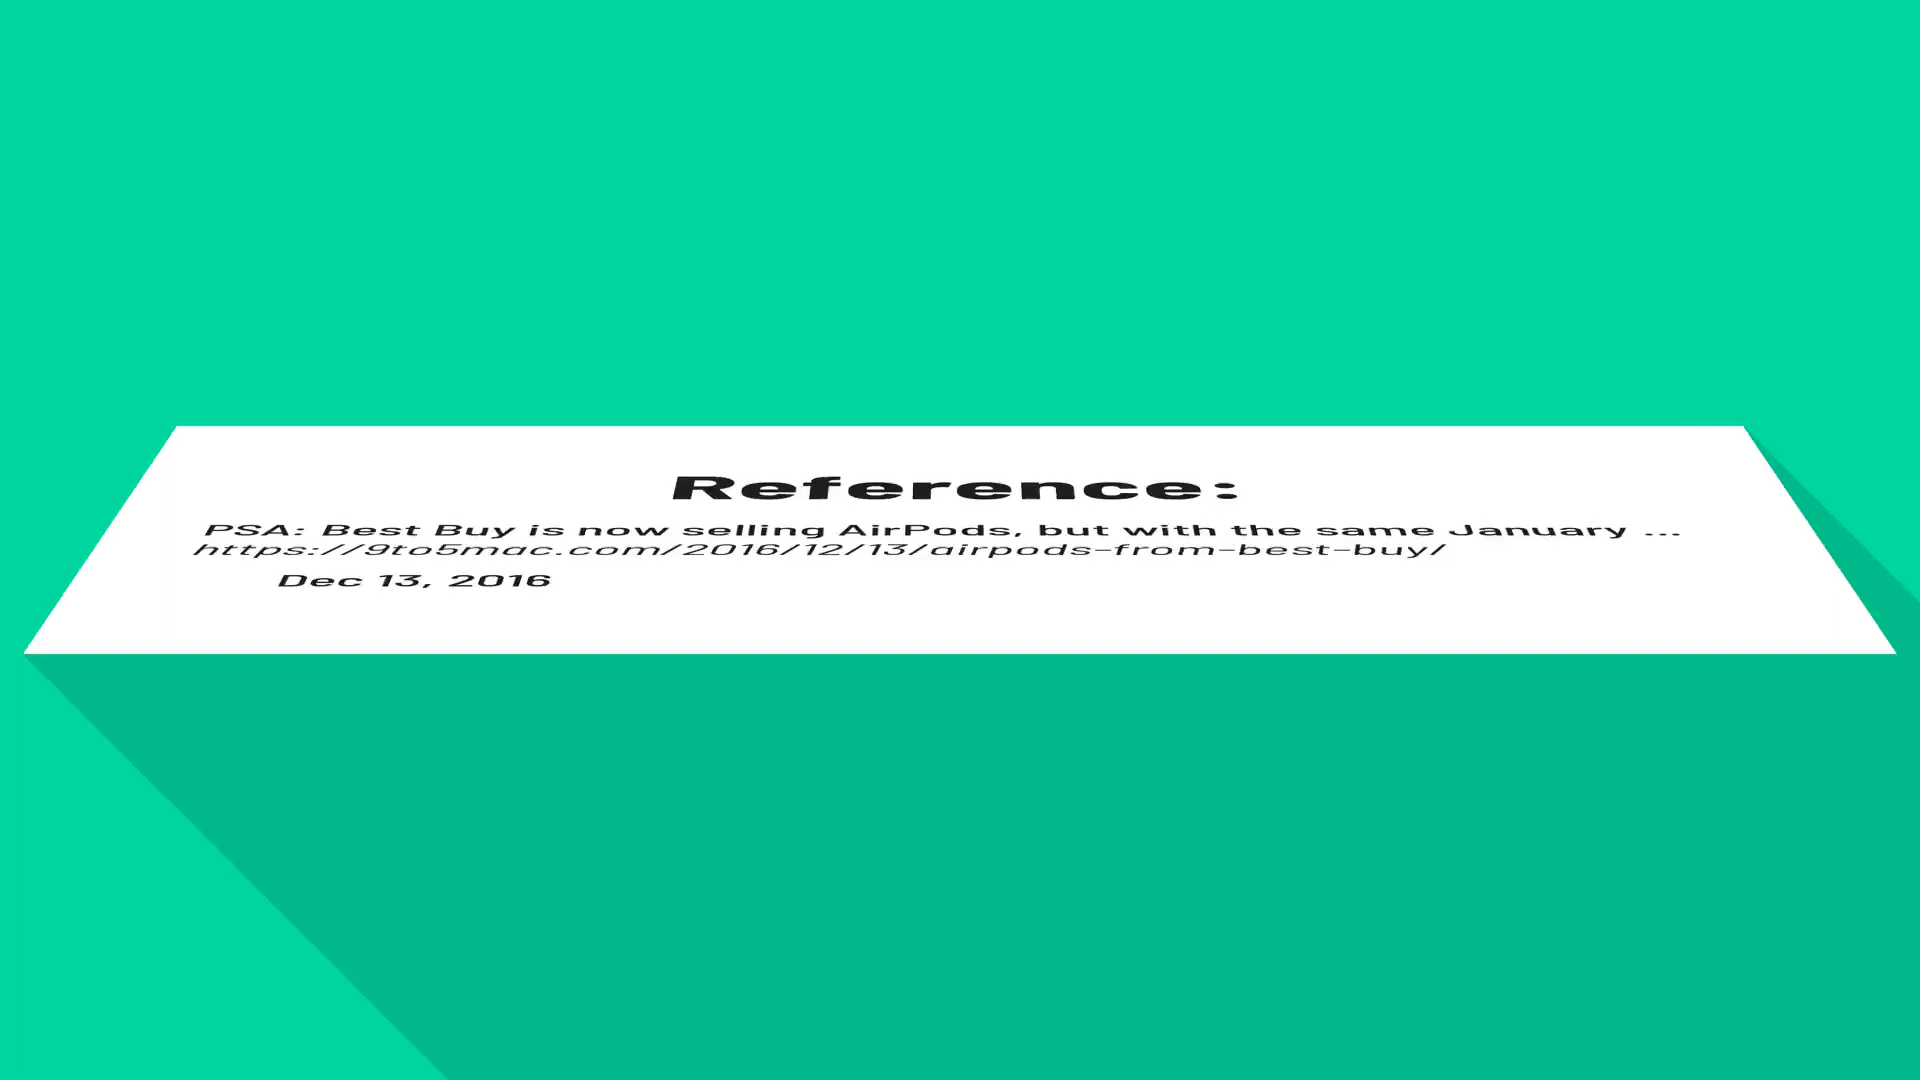 Reference:
PSA: Best Buy is now selling AirPods, but with the same January ...
https://9to5mac.com/2016/12/13/airpods-from-best-buy/
Dec 13, 2016